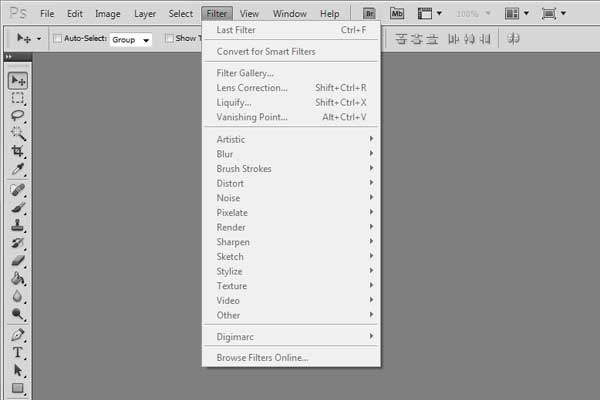 Ps File Edit Image Layer Select Filter View Window Help Br Mb 100%
Auto-Select: Group Show T
Last Filter Ctrl+F
Convert for Smart Filters
Filter Gallery...
Lens Correction... Shift+Ctrl+R
Liquify... Shift+Ctrl+X
Vanishing Point... Alt+Ctrl+V
Artistic
Blur
Brush Strokes
Distort
Noise
Pixelate
Render
Sharpen
Sketch
Stylize
Texture
Video
Other
Digimarc
Browse Filters Online...
T